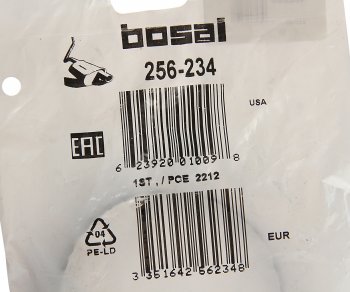 bosal
256-234
USA
EAC
6 23920 01009 8
1ST . / PCE 2212
04
PE-LD
EUR
3 351642 562348